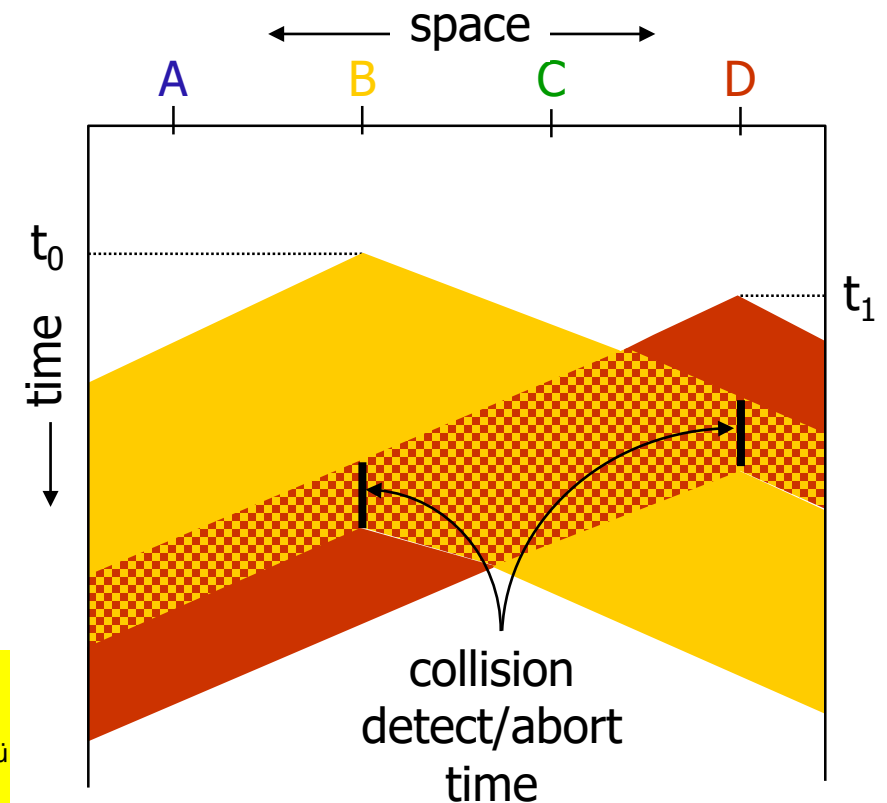 space
A B C D
t₀
t₁
time
ü
collision
detect/abort
time